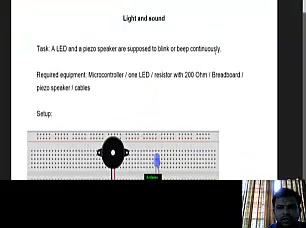 Light and sound
Task: A LED and a piezo speaker are supposed to blink or beep continuously.
Required equipment: Microcontroller / one LED / resistor with 200 Ohm / Breadboard /
piezo speaker / cables
Setup: